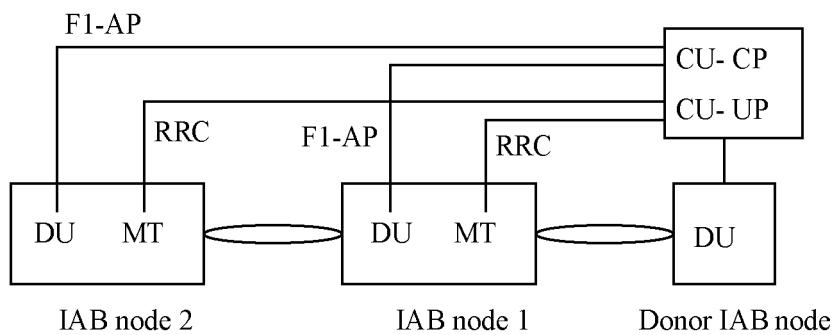 F1-AP
CU- CP
CU- UP
RRC
F1-AP
RRC
DU
MT
DU
MT
DU
IAB node 2
IAB node 1
Donor IAB node